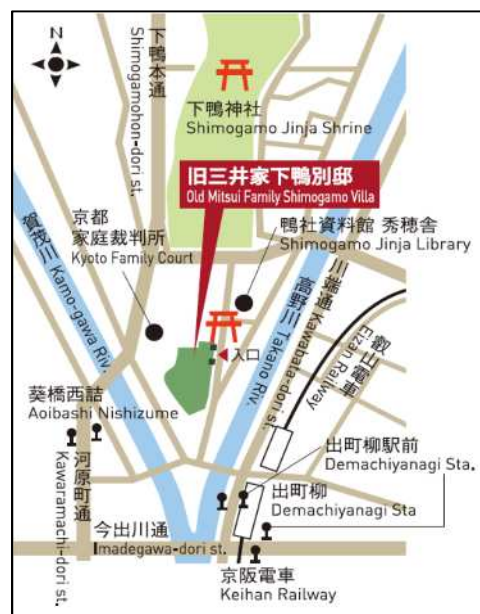 N
下鴨本通
Shimogamohon-dori st.
下鴨神社
Shimogamo Jinja Shrine
旧三井家下鴨別邸
Old Mitsui Family Shimogamo Villa
賀茂川 Kamo-gawa Riv.
京都
家庭裁判所
Kyoto Family Court
鴨社資料館 秀穂舎
Shimogamo Jinja Library
川端通 Kawabata-dori st.
高野川 Takano Riv.
叡山電車
Eizan Railway
入口
葵橋西詰
Aoibashi Nishizume
河原町通
Kawaramachi-dori st.
出町柳駅前
Demachiyanagi Sta.
出町柳
Demachiyanagi Sta
今出川通
Imadegawa-dori st.
京阪電車
Keihan Railway